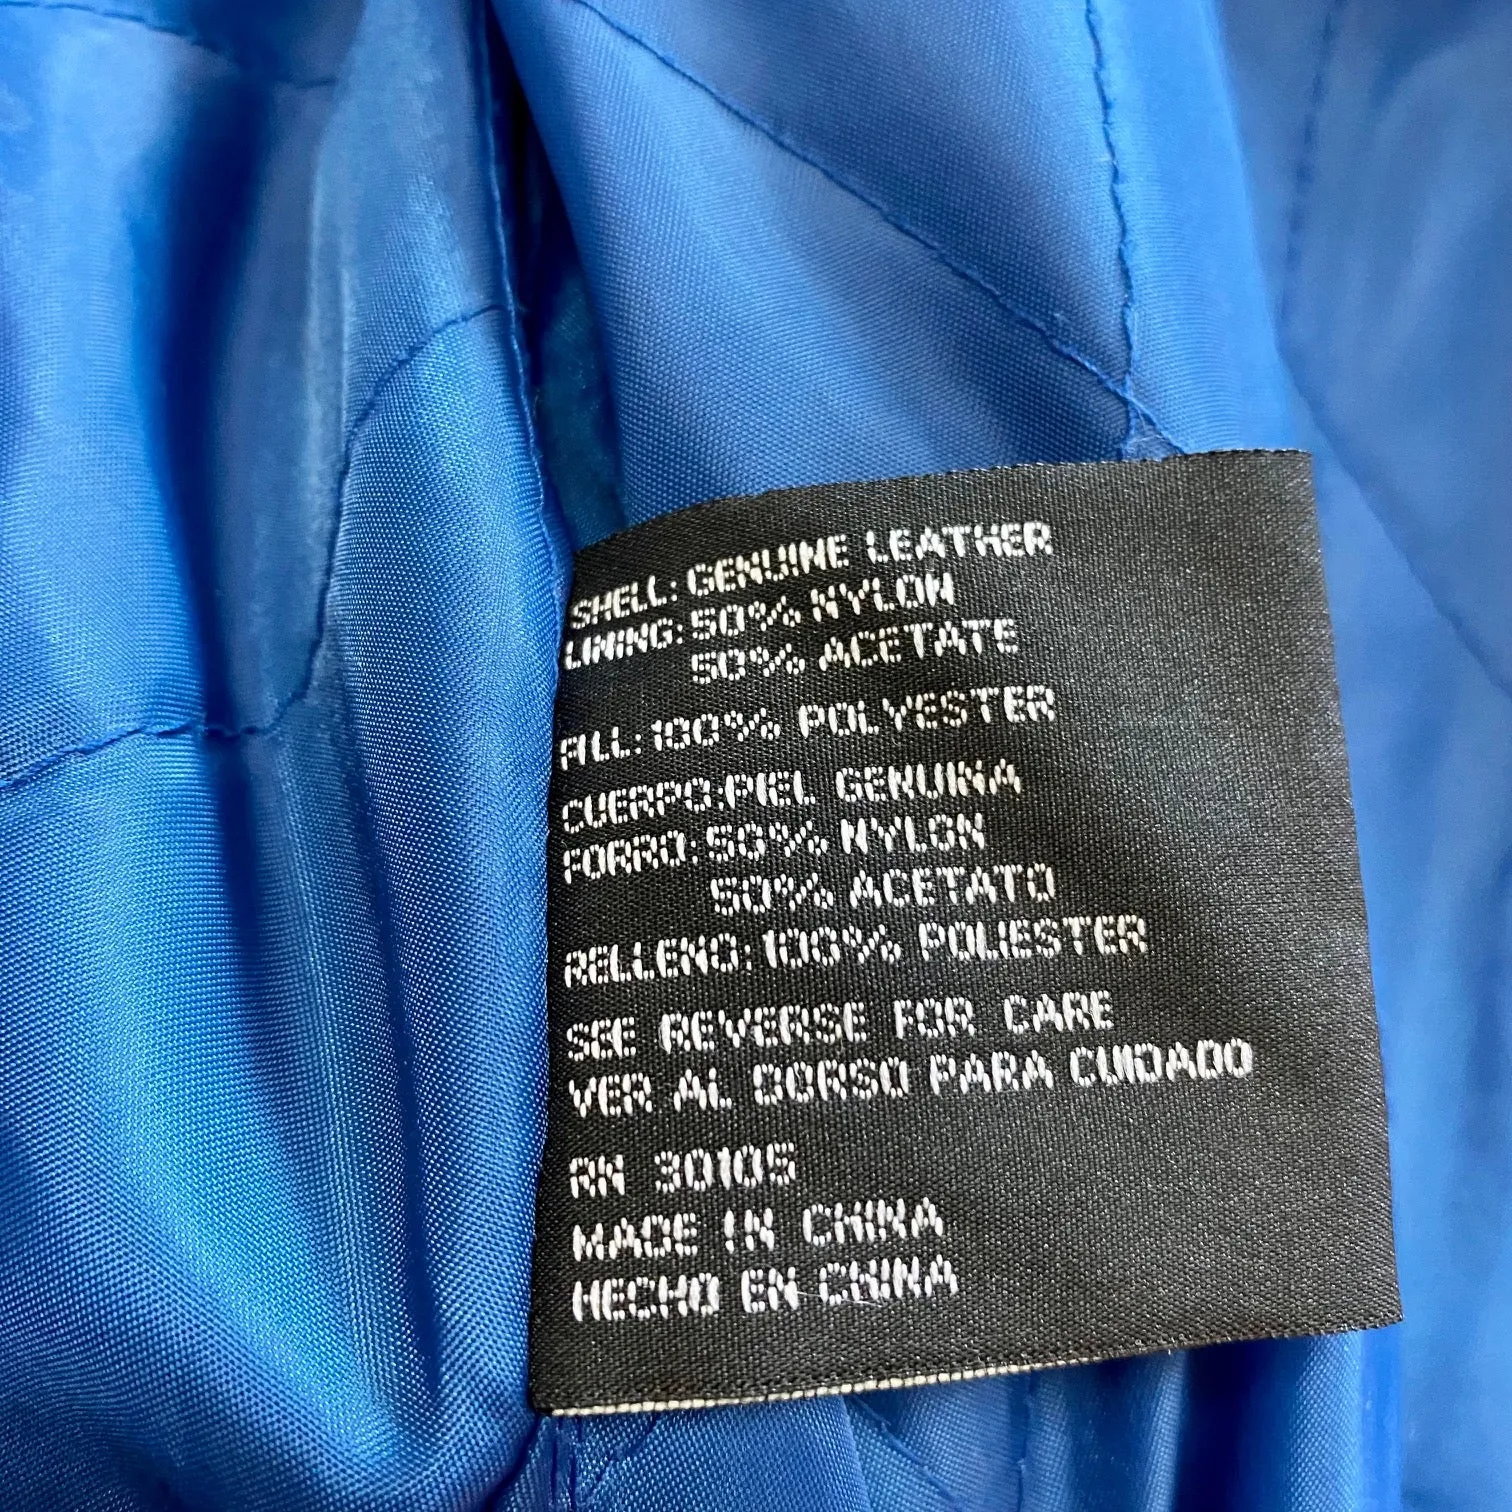 SHELL: GENUINE LEATHER
LINING: 50% NYLON
50% ACETATE
FILL: 100% POLYESTER
CUERPO: PIEL GENUINA
FORRO: 50% NYLON
50% ACETATO
RELLENO: 100% POLIESTER
SEE REVERSE FOR CARE
VER AL DORSO PARA CUIDADO
RN 30105
MADE IN CHINA
HECHO EN CHINA